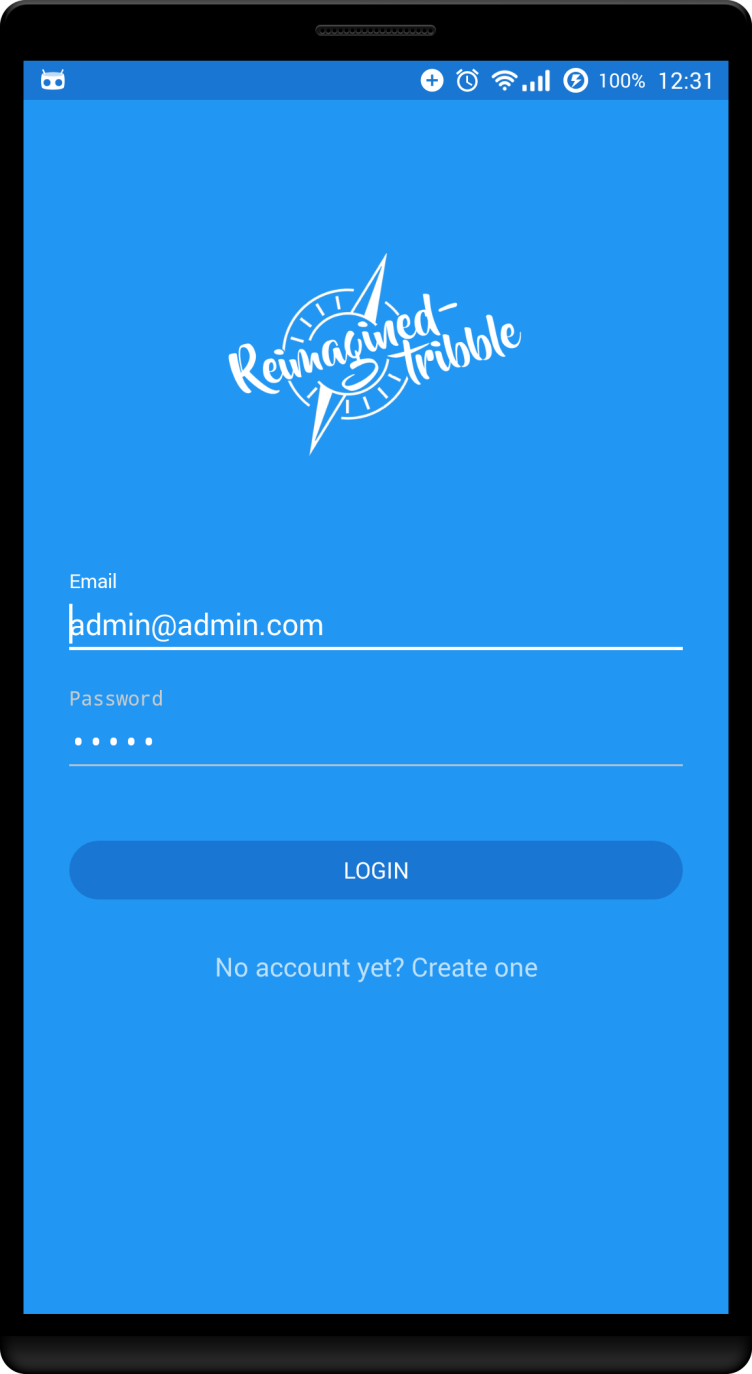 100% 12:31
Reimagined-
tribble
Email
admin@admin.com
Password
•••••
LOGIN
No account yet? Create one